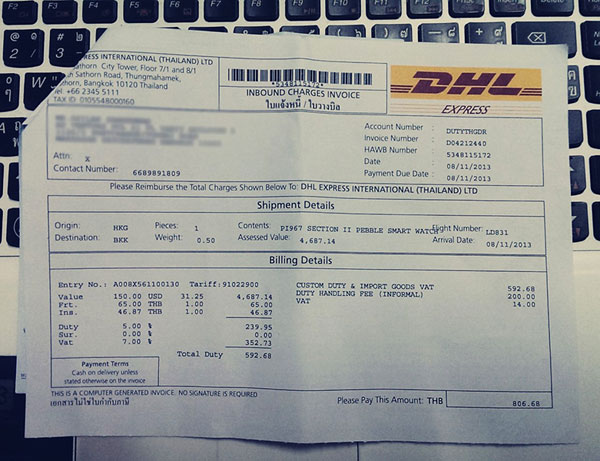 PRESS INTERNATIONAL (THAILAND) LTD
Sathorn City Tower, Floor 7/1 and 8/1
Sathorn Road, Thungmahamek,
Bangkok 10120 Thailand
Tel. +66 2345 5111
TAX ID 0105548000160
*5348115172*
INBOUND CHARGES INVOICE
ใบแจ้งหนี้ / ใบวางบิล
DHL
EXPRESS
Attn: X
Contact Number: 6689891809
Account Number : DUTYTHGDR
Invoice Number : D04212440
HAWB Number : 5348115172
Date : 08/11/2013
Payment Due Date : 08/11/2013
Please Reimburse the Total Charges Shown Below To: DHL EXPRESS INTERNATIONAL (THAILAND) LTD
Shipment Details
Origin: HKG Pieces: 1 Contents: PI967 SECTION II PEBBLE SMART WATCH Flight Number: LD831
Destination: BKK Weight: 0.50 Assessed Value: 4,687.14 Arrival Date: 08/11/2013
Billing Details
Entry No.: A008X561100130 Tariff:91022900
Value 150.00 USD 31.25 4,687.14
Frt. 65.00 THB 1.00 65.00
Ins. 46.87 THB 1.00 46.87
Duty 5.00 % 239.95
Sur. 0.00 % 0.00
Vat 7.00 % 352.73
Total Duty 592.68
CUSTOM DUTY & IMPORT GOODS VAT 592.68
DUTY HANDLING FEE (INFORMAL) 200.00
VAT 14.00
Payment Terms
Cash on delivery unless
stated otherwise on the invoice
THIS IS A COMPUTER GENERATED INVOICE. NO SIGNATURE IS REQUIRED
เอกสารไม่ใช่ใบกำกับภาษี
Please Pay This Amount: THB 806.68